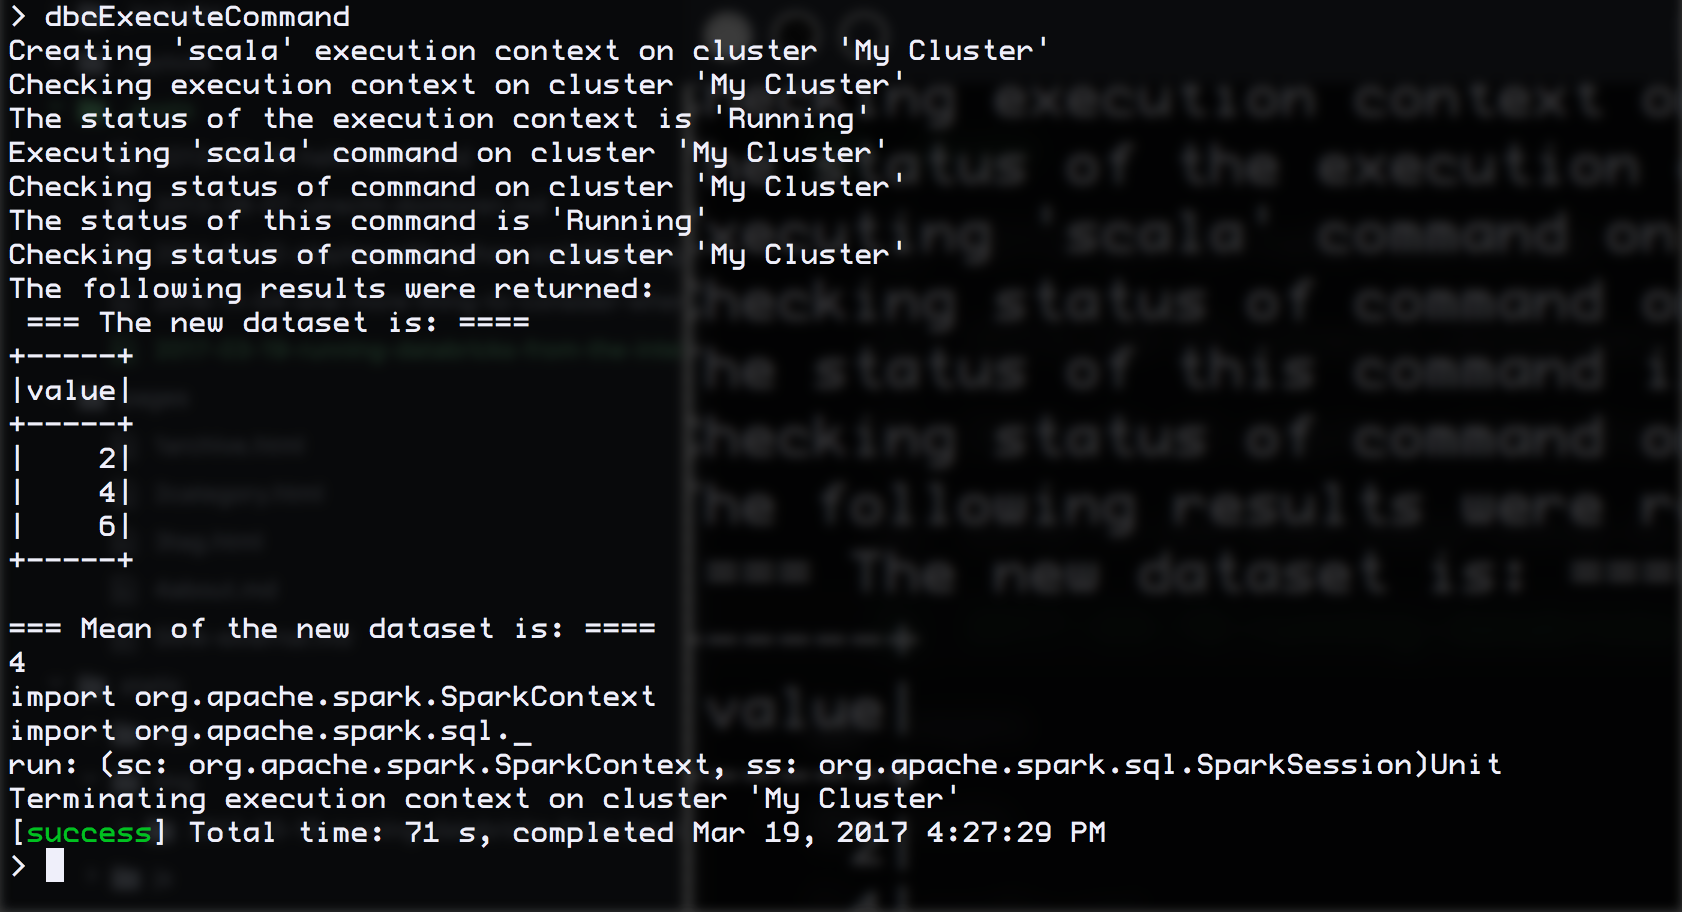 > dbcExecuteCommand
Creating 'scala' execution context on cluster 'My Cluster'
Checking execution context on cluster 'My Cluster'
The status of the execution context is 'Running'
Executing 'scala' command on cluster 'My Cluster'
Checking status of command on cluster 'My Cluster'
The status of this command is 'Running'
Checking status of command on cluster 'My Cluster'
The following results were returned:
 === The new dataset is: ====
+-----+
|value|
+-----+
|    2|
|    4|
|    6|
+-----+
=== Mean of the new dataset is: ====
4
import org.apache.spark.SparkContext
import org.apache.spark.sql._
run: (sc: org.apache.spark.SparkContext, ss: org.apache.spark.sql.SparkSession)Unit
Terminating execution context on cluster 'My Cluster'
[success] Total time: 71 s, completed Mar 19, 2017 4:27:29 PM
>